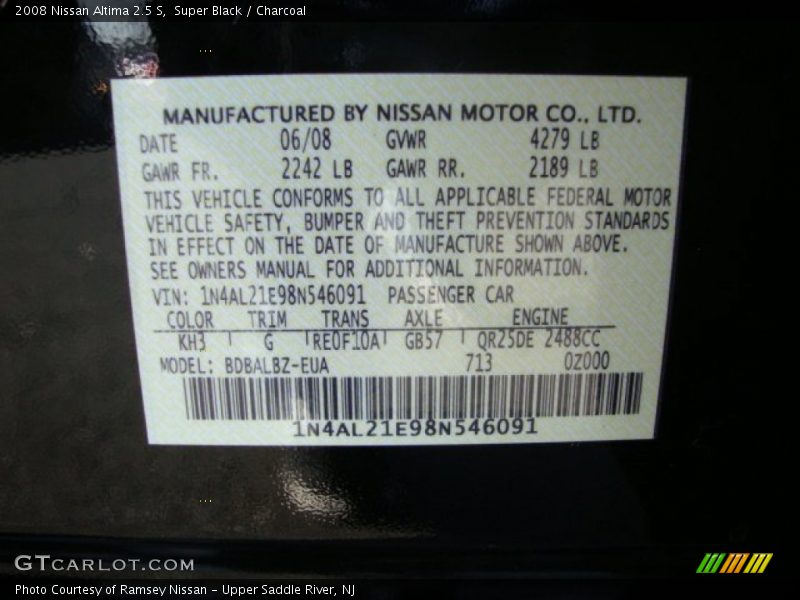 2008 Nissan Altima 2.5 S, Super Black / Charcoal
MANUFACTURED BY NISSAN MOTOR CO., LTD.
DATE 06/08 GVWR 4279 LB
GAWR FR. 2242 LB GAWR RR. 2189 LB
THIS VEHICLE CONFORMS TO ALL APPLICABLE FEDERAL MOTOR
VEHICLE SAFETY, BUMPER AND THEFT PREVENTION STANDARDS
IN EFFECT ON THE DATE OF MANUFACTURE SHOWN ABOVE.
SEE OWNERS MANUAL FOR ADDITIONAL INFORMATION.
VIN: 1N4AL21E98N546091 PASSENGER CAR
COLOR TRIM TRANS AXLE ENGINE
KH3 G RE0F10A GB57 QR25DE 2488CC
MODEL: BDBALBZ-EUA 713 0Z000
1N4AL21E98N546091
GTCARLOT.COM
Photo Courtesy of Ramsey Nissan - Upper Saddle River, NJ